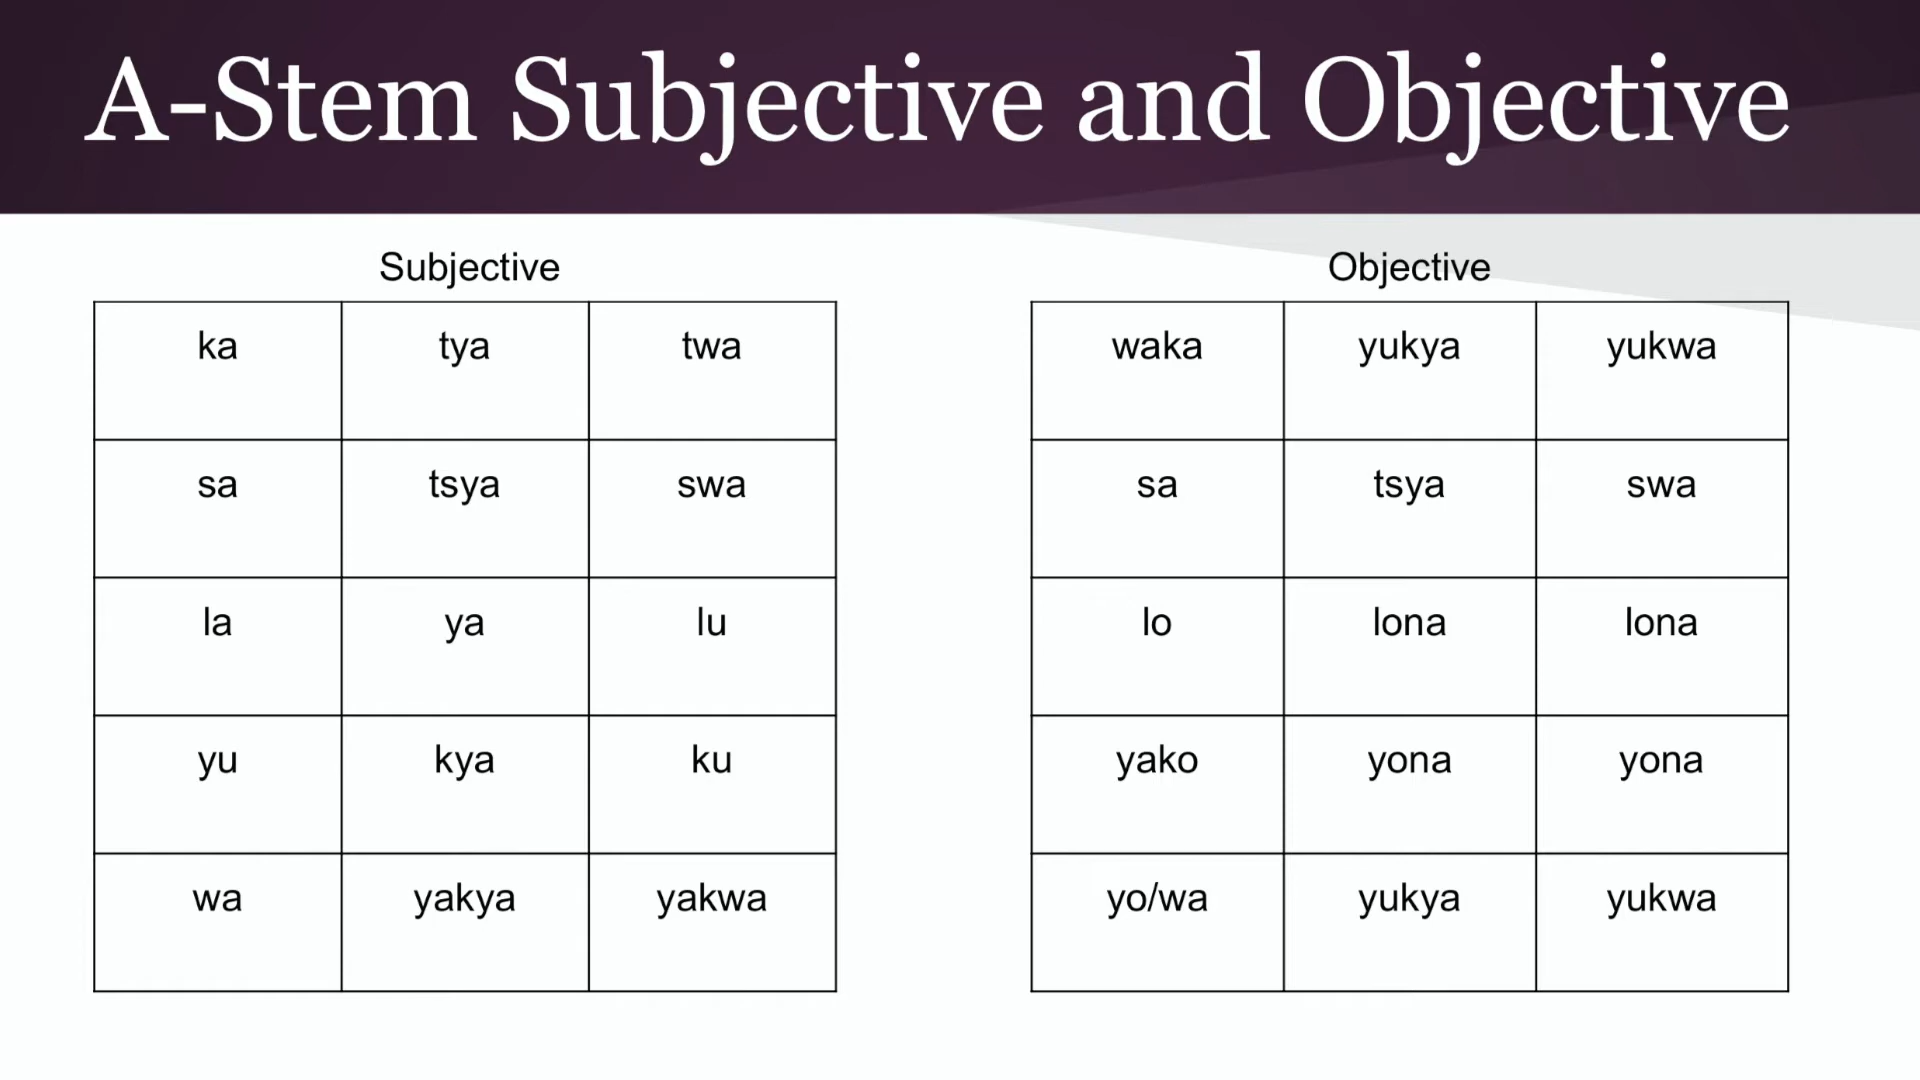 A-Stem Subjective and Objective
Subjective
ka tya twa
sa tsya swa
la ya lu
yu kya ku
wa yakya yakwa
Objective
waka yukya yukwa
sa tsya swa
lo lona lona
yako yona yona
yo/wa yukya yukwa